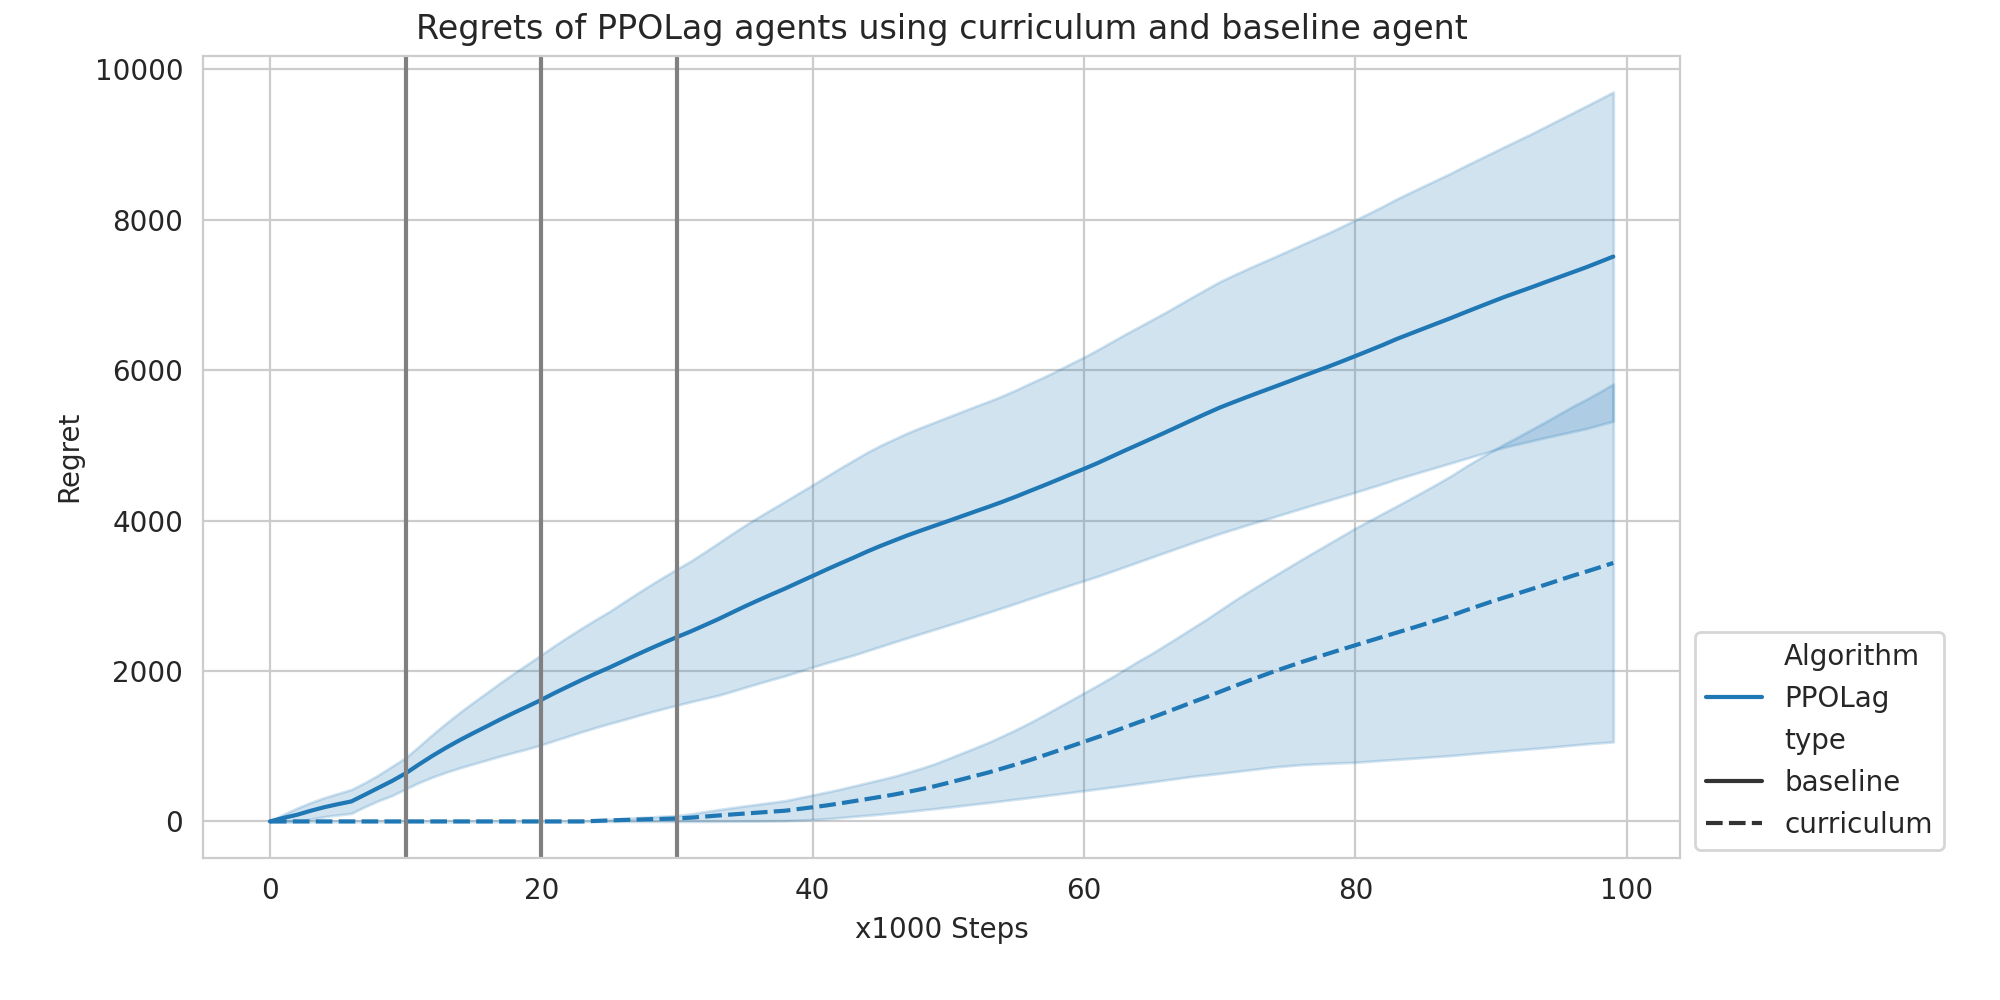 Regrets of PPOLag agents using curriculum and baseline agent
10000
8000
6000
4000
2000
0
Regret
0 20 40 60 80 100
x1000 Steps
Algorithm
PPOLag
type
baseline
curriculum